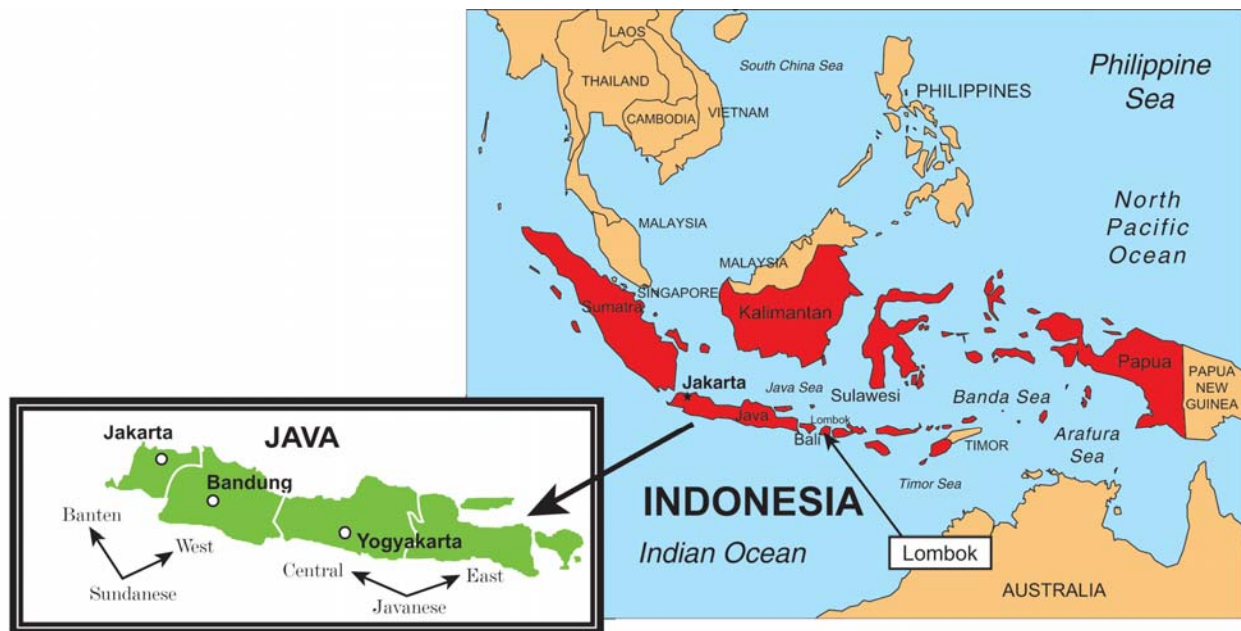 LAOS
South China Sea
Philippine
Sea
THAILAND
PHILIPPINES
CAMBODIA
VIETNAM
North
Pacific
Ocean
MALAYSIA
MALAYSIA
SINGAPORE
Sumatra
Kalimantan
Papua
PAPUA
NEW
GUINEA
Jakarta
Java Sea
Sulawesi
Banda Sea
Java
Lombok
Bali
TIMOR
Arafura
Sea
Timor Sea
INDONESIA
Indian Ocean
Lombok
AUSTRALIA
JAVA
Jakarta
Bandung
Banten
West
Yogyakarta
Sundanese
Central
East
Javanese